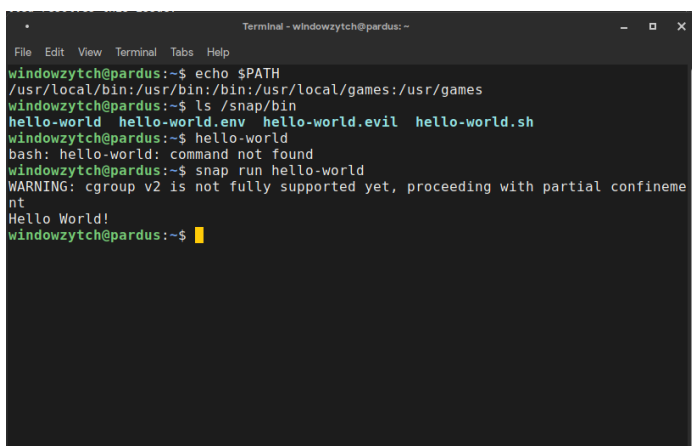 Terminal - windowzytch@pardus: ~
File Edit View Terminal Tabs Help
windowzytch@pardus:~$ echo $PATH
/usr/local/bin:/usr/bin:/bin:/usr/local/games:/usr/games
windowzytch@pardus:~$ ls /snap/bin
hello-world hello-world.env hello-world.evil hello-world.sh
windowzytch@pardus:~$ hello-world
bash: hello-world: command not found
windowzytch@pardus:~$ snap run hello-world
WARNING: cgroup v2 is not fully supported yet, proceeding with partial confineme
nt
Hello World!
windowzytch@pardus:~$